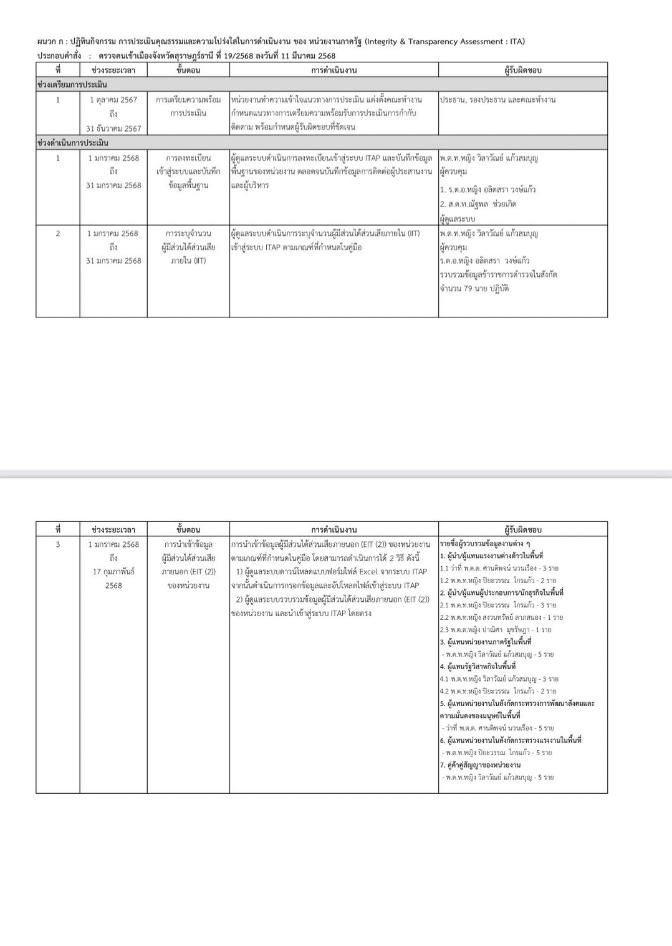 ผนวก ก : ปฏิทินกิจกรรม การประเมินคุณธรรมและความโปร่งใสในการดำเนินงาน ของ หน่วยงานภาครัฐ (Integrity & Transparency Assessment : ITA)
ประกอบคำสั่ง : ตรวจคนเข้าเมืองจังหวัดสุราษฎร์ธานี ที่ 19/2568 ลงวันที่ 11 มีนาคม 2568
ที่ ช่วงระยะเวลา ขั้นตอน การดำเนินงาน ผู้รับผิดชอบ
ช่วงเตรียมการประเมิน
1 1 ตุลาคม 2567 การเตรียมความพร้อม หน่วยงานทำความเข้าใจแนวทางการประเมิน แต่งตั้งคณะทำงาน ประธาน, รองประธาน และคณะทำงาน
ถึง การประเมิน กำหนดแนวทางการเตรียมความพร้อมรับการประเมินการกำกับ
31 ธันวาคม 2567 ติดตาม พร้อมกำหนดผู้รับผิดชอบที่ชัดเจน
ช่วงดำเนินการประเมิน
1 1 มกราคม 2568 การลงทะเบียน ผู้ดูแลระบบดำเนินการลงทะเบียนเข้าสู่ระบบ ITAP และบันทึกข้อมูล พ.ต.ท.หญิง วิลาวัณย์ แก้วสมบุญ
ถึง เข้าสู่ระบบและบันทึก พื้นฐานของหน่วยงาน ตลอดจนบันทึกข้อมูลการติดต่อผู้ประสานงาน ผู้ควบคุม
31 มกราคม 2568 ข้อมูลพื้นฐาน และผู้บริหาร 1. ร.ต.อ.หญิง อลิตสรา วงษ์แก้ว
2. ส.ต.ท.ณัฐพล ช่วยเกิด
ผู้ดูแลระบบ
2 1 มกราคม 2568 การระบุจำนวน ผู้ดูแลระบบดำเนินการระบุจำนวนผู้มีส่วนได้ส่วนเสียภายใน (IIT) พ.ต.ท.หญิง วิลาวัณย์ แก้วสมบุญ
ถึง ผู้มีส่วนได้ส่วนเสีย เข้าสู่ระบบ ITAP ตามเกณฑ์ที่กำหนดในคู่มือ ผู้ควบคุม
31 มกราคม 2568 ภายใน (IIT) ร.ต.อ.หญิง อลิตสรา วงษ์แก้ว
รวบรวมข้อมูลข้าราชการตำรวจในสังกัด
จำนวน 79 นาย ปฏิบัติ
ที่ ช่วงระยะเวลา ขั้นตอน การดำเนินงาน ผู้รับผิดชอบ
3 1 มกราคม 2568 การนำเข้าข้อมูล การนำเข้าข้อมูลผู้มีส่วนได้ส่วนเสียภายนอก (EIT (2)) ของหน่วยงาน รายชื่อผู้รวบรวมข้อมูลงานต่าง ๆ
ถึง ผู้มีส่วนได้ส่วนเสีย ตามเกณฑ์ที่กำหนดในคู่มือ โดยสามารถดำเนินการได้ 2 วิธี ดังนี้ 1. ผู้นำ/ผู้แทนแรงงานต่างด้าวในพื้นที่
17 กุมภาพันธ์ ภายนอก (EIT (2)) 1) ผู้ดูแลระบบดาวน์โหลดแบบฟอร์มไฟล์ Excel จากระบบ ITAP 1.1 ว่าที่ พ.ต.ต. ศานติพจน์ นวนเรือง - 3 ราย
2568 ของหน่วยงาน จากนั้นดำเนินการกรอกข้อมูลและอัปโหลดไฟล์เข้าสู่ระบบ ITAP 1.2 พ.ต.ท.หญิง ปิยะวรรณ ไกรแก้ว - 2 ราย
2) ผู้ดูแลระบบรวบรวมข้อมูลผู้มีส่วนได้ส่วนเสียภายนอก (EIT (2)) 2. ผู้นำ/ผู้แทนผู้ประกอบการ/นักธุรกิจในพื้นที่
ของหน่วยงาน และนำเข้าสู่ระบบ ITAP โดยตรง 2.1 พ.ต.ท.หญิง ปิยะวรรณ ไกรแก้ว - 3 ราย
2.2 พ.ต.ท.หญิง สงวนทรัพย์ ลาภสนอง - 1 ราย
2.3 พ.ต.ต.หญิง ปาณิศา - 1 ราย
3. ผู้แทนหน่วยงานภาครัฐในพื้นที่
- พ.ต.ท.หญิง วิลาวัณย์ แก้วสมบุญ - 5 ราย
4. ผู้แทนรัฐวิสาหกิจในพื้นที่
4.1 พ.ต.ท.หญิง วิลาวัณย์ แก้วสมบุญ - 3 ราย
4.2 พ.ต.ท.หญิง ปิยะวรรณ ไกรแก้ว - 2 ราย
5. ผู้แทนหน่วยงานในสังกัดกระทรวงการพัฒนาสังคมและ
ความมั่นคงของมนุษย์ในพื้นที่
- ว่าที่ พ.ต.ต. ศานติพจน์ นวนเรือง - 5 ราย
6. ผู้แทนหน่วยงานในสังกัดกระทรวงแรงงานในพื้นที่
- พ.ต.ท.หญิง ปิยะวรรณ ไกรแก้ว - 5 ราย
7. คู่ค้าคู่สัญญาของหน่วยงาน
- พ.ต.ท.หญิง วิลาวัณย์ แก้วสมบุญ - 5 ราย